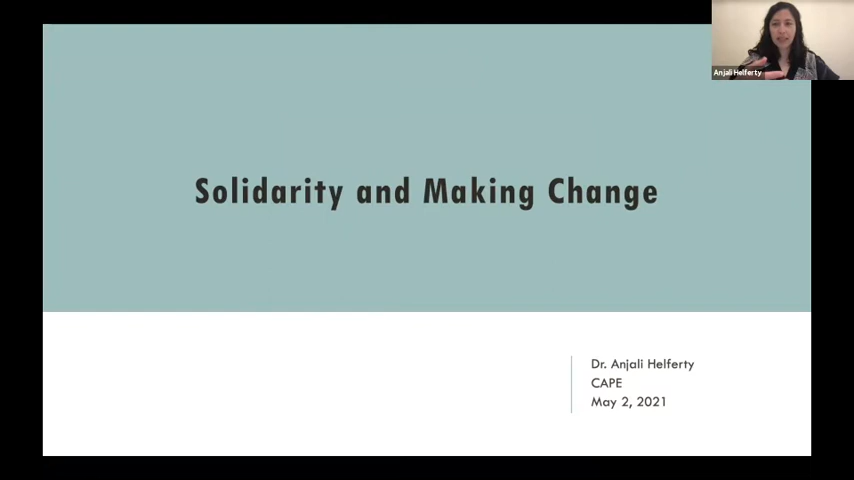 Anjali Helferty
Solidarity and Making Change
Dr. Anjali Helferty
CAPE
May 2, 2021